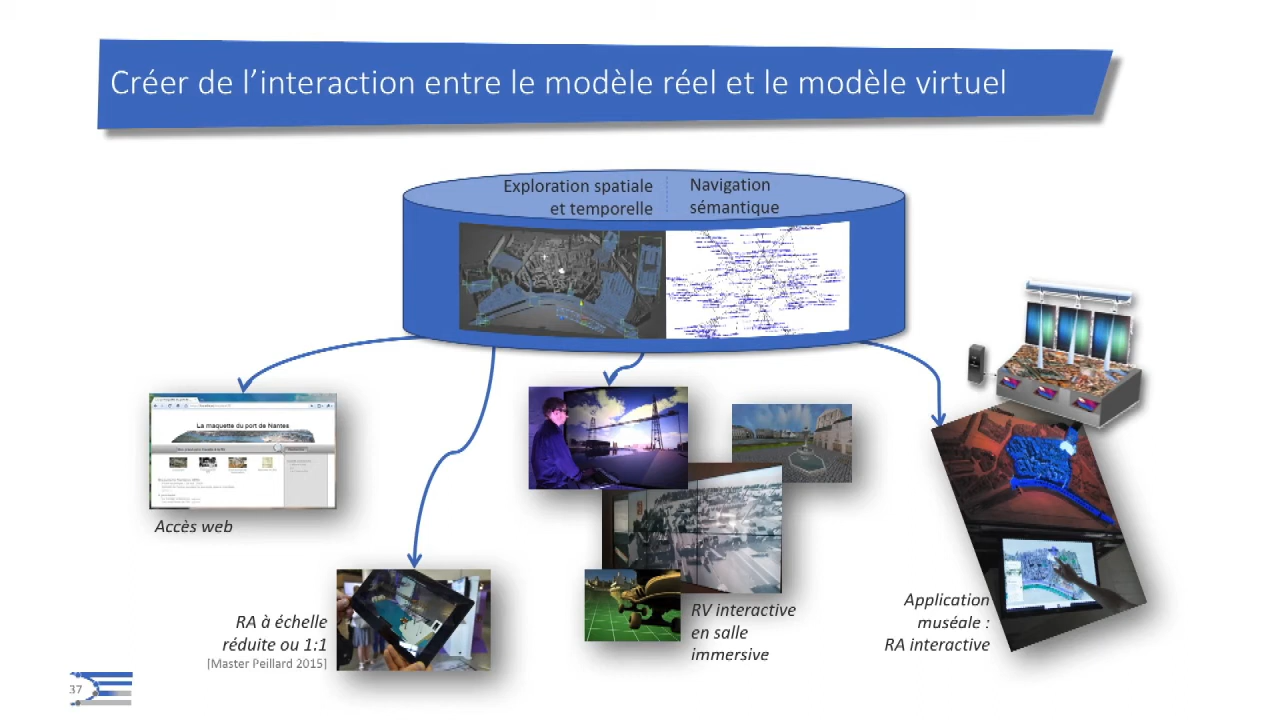 Créer de l’interaction entre le modèle réel et le modèle virtuel
Exploration spatiale
et temporelle
Navigation
sémantique
La maquette du port de Nantes
Accès web
RA à échelle
réduite ou 1:1
[Master Peillard 2015]
RV interactive
en salle
immersive
Application
muséale :
RA interactive
37